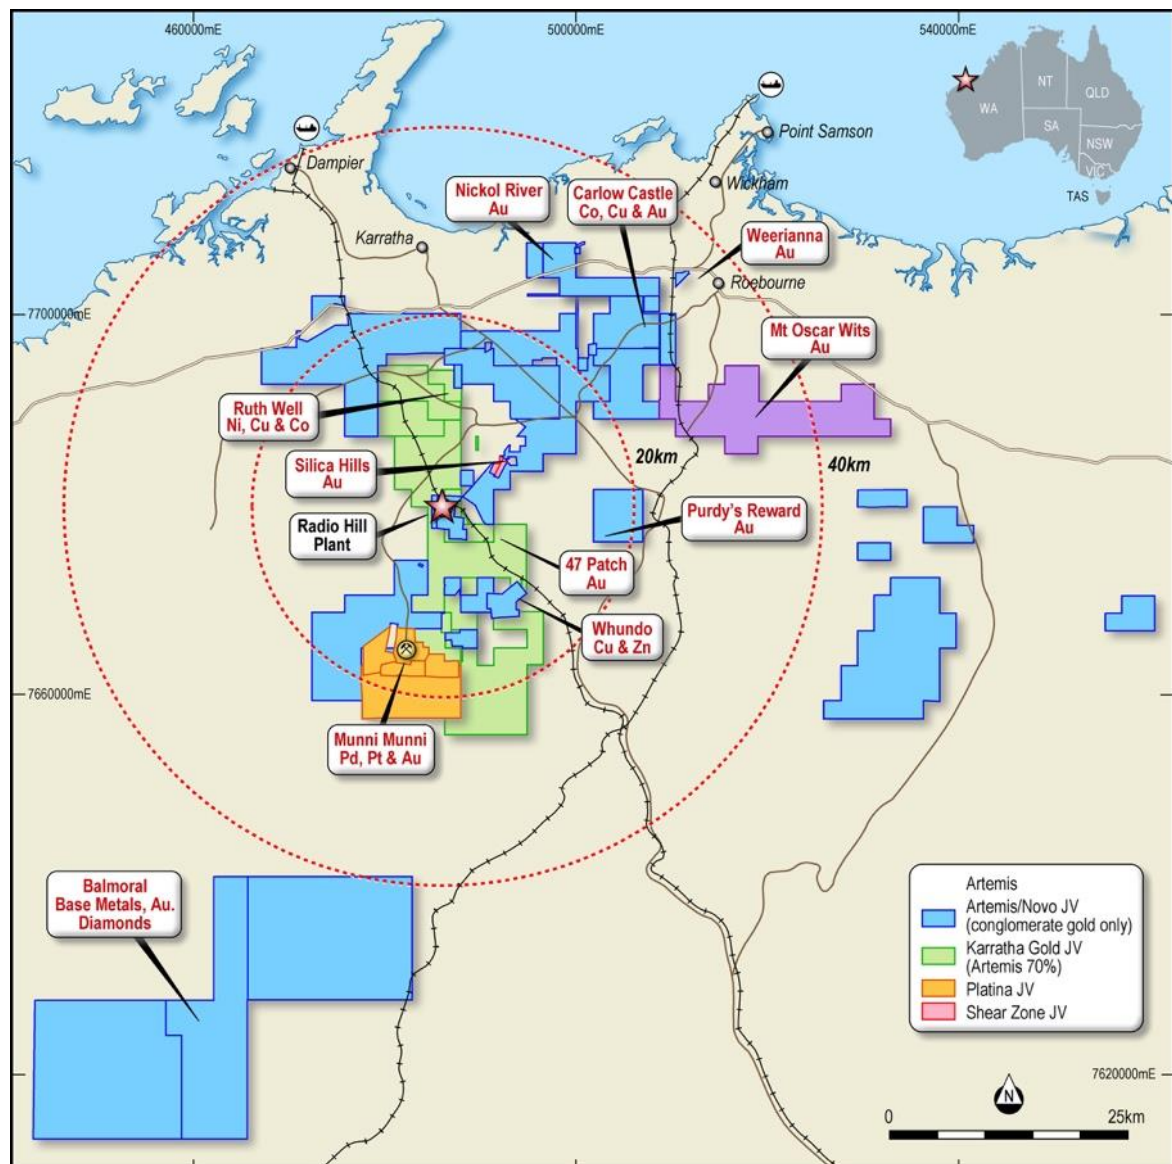 460000mE
500000mE
540000mE
NT
QLD
WA
SA
NSW
VIC
TAS
Point Samson
Dampier
Wickham
Nickol River
Au
Carlow Castle
Co, Cu & Au
Karratha
Weerianna
Au
Roebourne
7700000mE
Mt Oscar Wits
Au
Ruth Well
Ni, Cu & Co
Silica Hills
Au
20km
40km
Radio Hill
Plant
Purdy's Reward
Au
47 Patch
Au
Whundo
Cu & Zn
7660000mE
Munni Munni
Pd, Pt & Au
Balmoral
Base Metals, Au.
Diamonds
Artemis
Artemis/Novo JV
(conglomerate gold only)
Karratha Gold JV
(Artemis 70%)
Platina JV
Shear Zone JV
7620000mE
N
0
25km